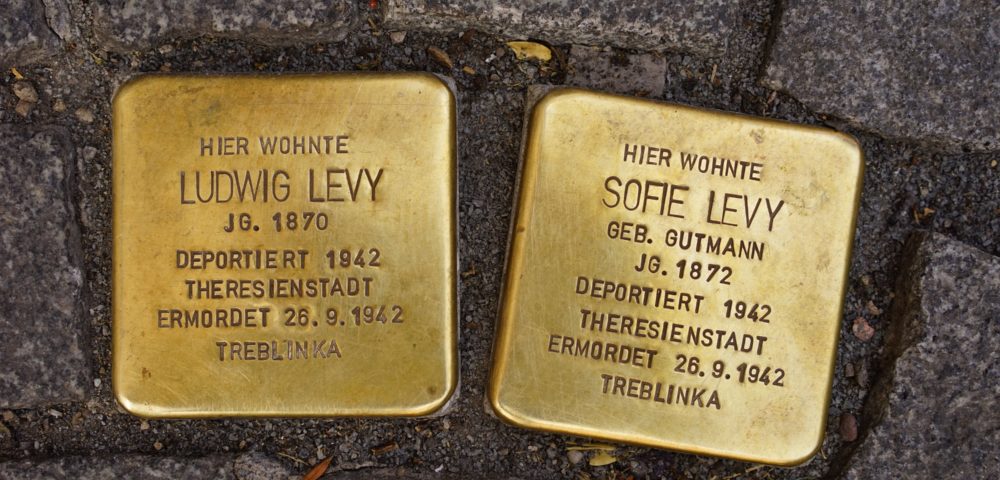 HIER WOHNTE
LUDWIG LEVY
JG. 1870
DEPORTIERT 1942
THERESIENSTADT
ERMORDET 26.9.1942
TREBLINKA
HIER WOHNTE
SOFIE LEVY
GEB. GUTMANN
JG. 1872
DEPORTIERT 1942
THERESIENSTADT
ERMORDET 26.9.1942
TREBLINKA